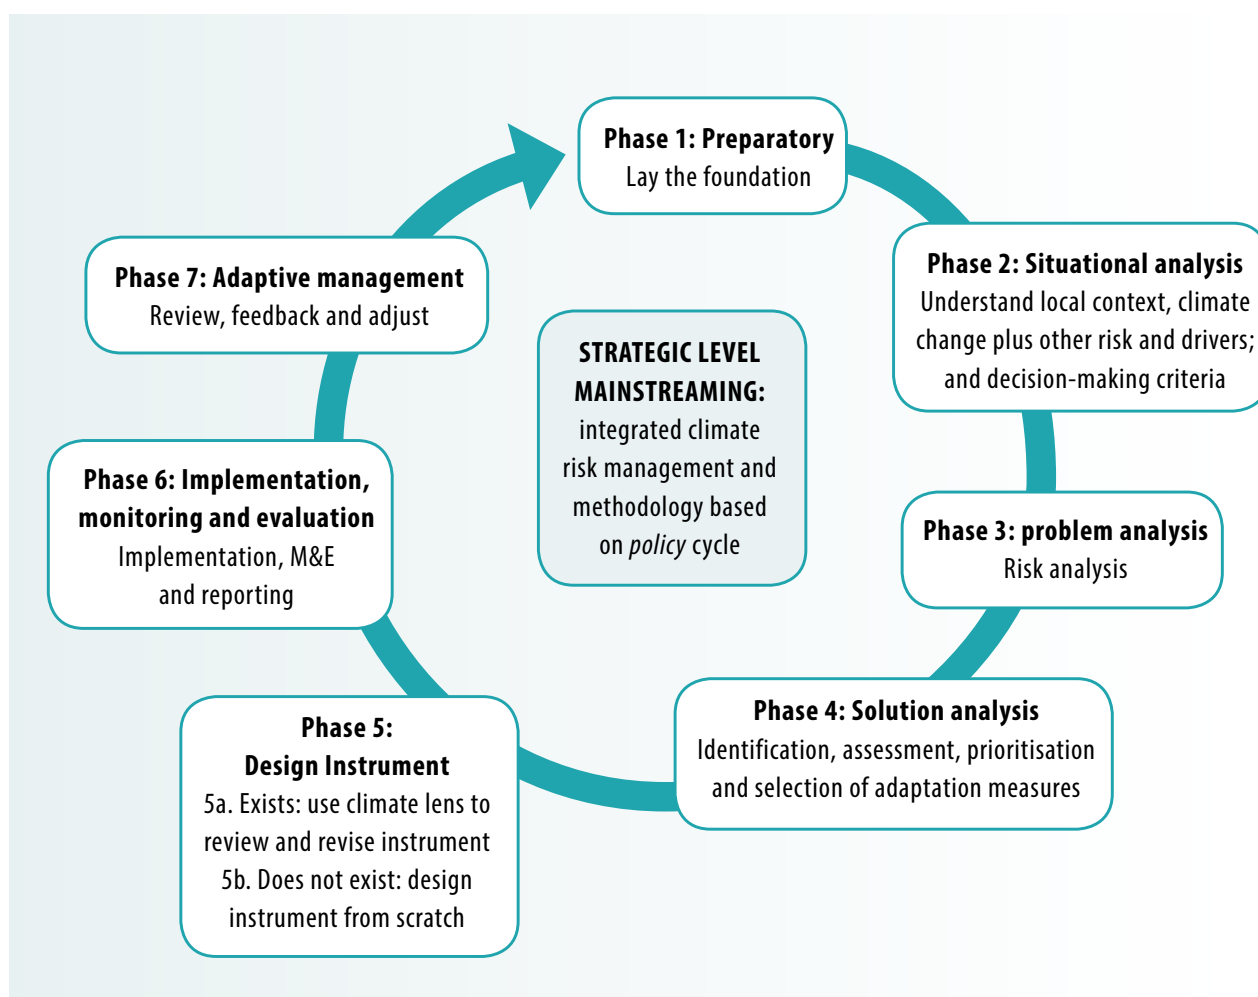 Phase 1: Preparatory
Lay the foundation
Phase 2: Situational analysis
Understand local context, climate
change plus other risk and drivers;
and decision-making criteria
Phase 3: problem analysis
Risk analysis
Phase 4: Solution analysis
Identification, assessment, prioritisation
and selection of adaptation measures
Phase 5:
Design Instrument
5a. Exists: use climate lens to
review and revise instrument
5b. Does not exist: design
instrument from scratch
Phase 6: Implementation,
monitoring and evaluation
Implementation, M&E
and reporting
Phase 7: Adaptive management
Review, feedback and adjust
STRATEGIC LEVEL
MAINSTREAMING:
integrated climate
risk management and
methodology based
on policy cycle